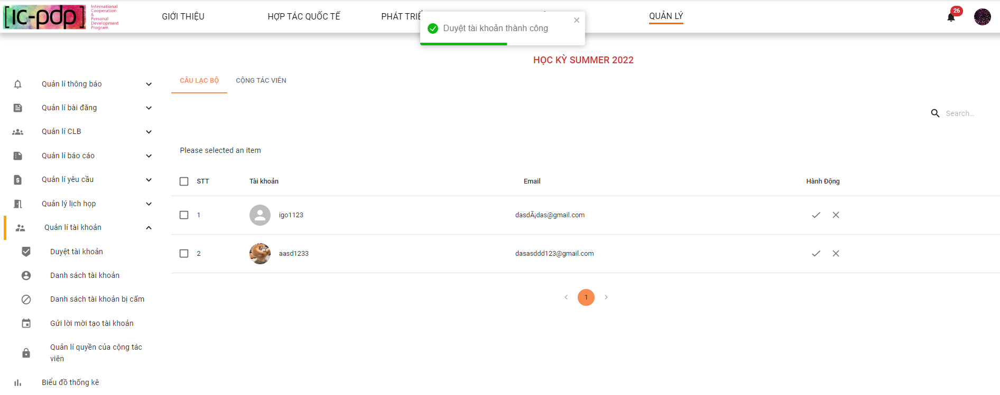 [ic-pdp]
International
Cooperation
&
Personal
Development
Program
GIỚI THIỆU
HỢP TÁC QUỐC TẾ
PHÁT TRIỂ
QUẢN LÝ
26
Duyệt tài khoản thành công
HỌC KỲ SUMMER 2022
CÂU LẠC BỘ
CỘNG TÁC VIÊN
Search...
Please selected an item
STT Tài khoản Email Hành Động
1 igo1123 dasdÃ¡das@gmail.com
2 aasd1233 dasasddd123@gmail.com
1
Quản lí thông báo
Quản lí bài đăng
Quản lí CLB
Quản lí báo cáo
Quản lí yêu cầu
Quản lý lịch họp
Quản lí tài khoản
Duyệt tài khoản
Danh sách tài khoản
Danh sách tài khoản bị cấm
Gửi lời mời tạo tài khoản
Quản lí quyền của cộng tác
viên
Biểu đồ thống kê